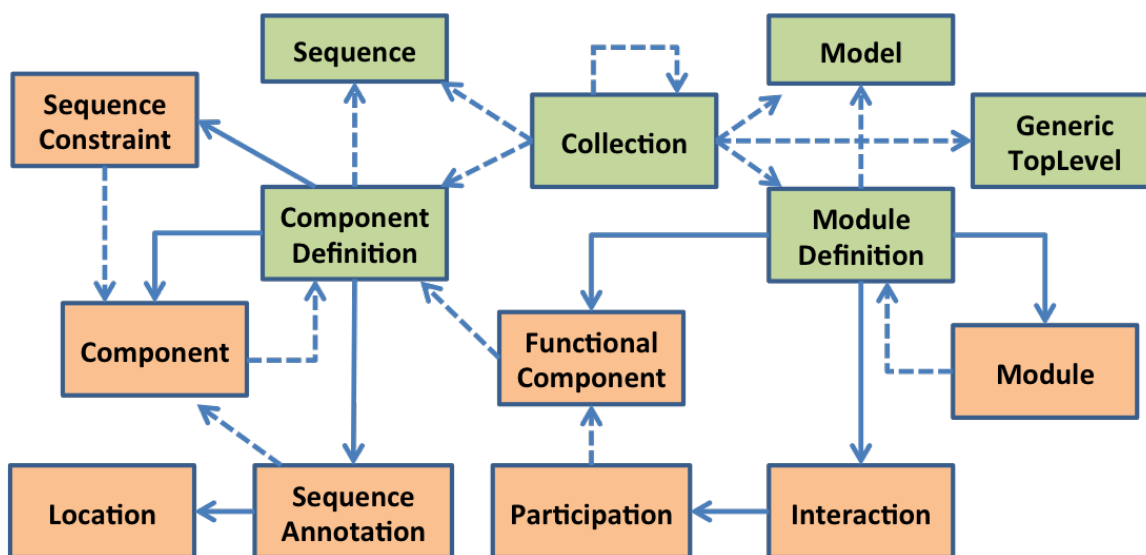 Sequence
Model
Sequence
Constraint
Collection
Generic
TopLevel
Component
Definition
Module
Definition
Component
Functional
Component
Module
Location
Sequence
Annotation
Participation
Interaction